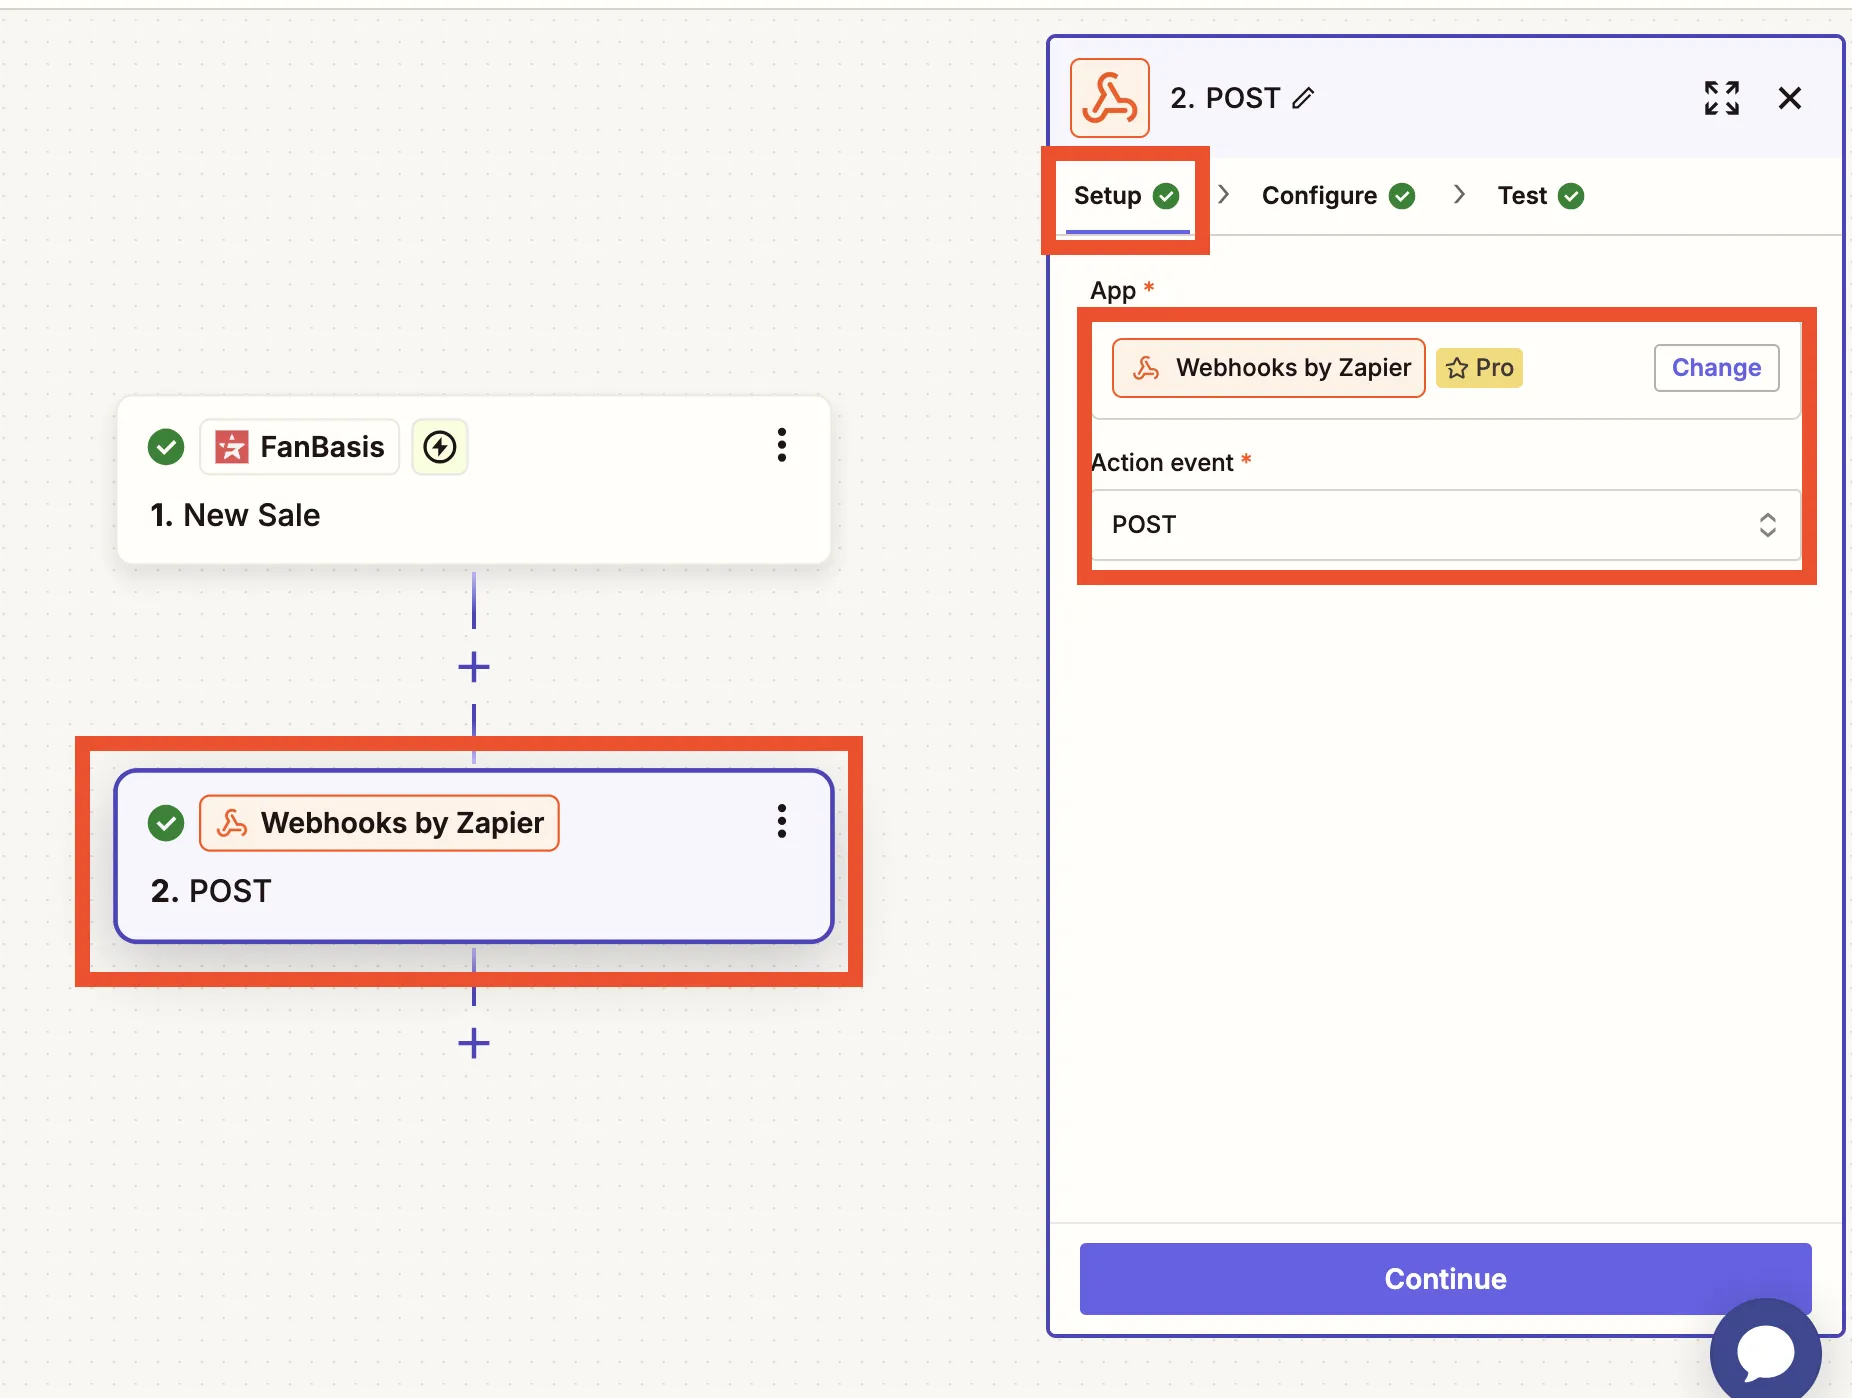 FanBasis
1. New Sale
Webhooks by Zapier
2. POST
2. POST
Setup
Configure
Test
App *
Webhooks by Zapier
Pro
Change
Action event *
POST
Continue